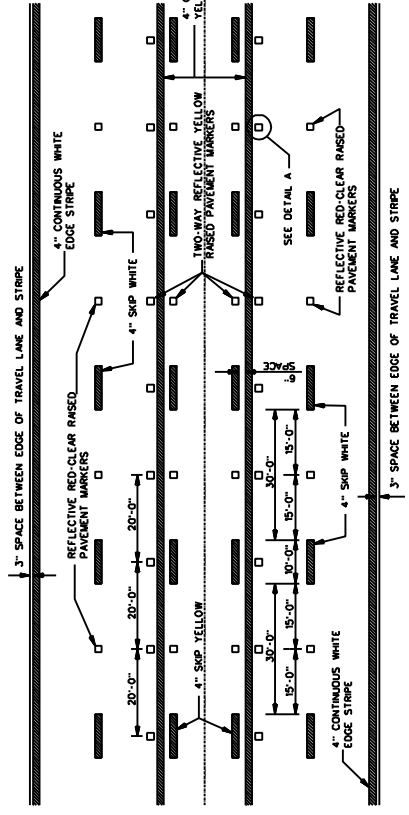 3" SPACE BETWEEN EDGE OF TRAVEL LANE AND STRIPE
4" CONTINUOUS WHITE
EDGE STRIPE
REFLECTIVE RED-CLEAR RAISED
PAVEMENT MARKERS
4" SKIP WHITE
20'-0"
20'-0"
20'-0"
4"
YEL
TWO-WAY REFLECTIVE YELLOW
RAISED PAVEMENT MARKERS
4" SKIP YELLOW
6"
SPACE
SEE DETAIL A
30'-0"
30'-0"
15'-0"
15'-0"
10'-0"
15'-0"
15'-0"
4" SKIP WHITE
REFLECTIVE RED-CLEAR RAISED
PAVEMENT MARKERS
4" CONTINUOUS WHITE
EDGE STRIPE
3" SPACE BETWEEN EDGE OF TRAVEL LANE AND STRIPE